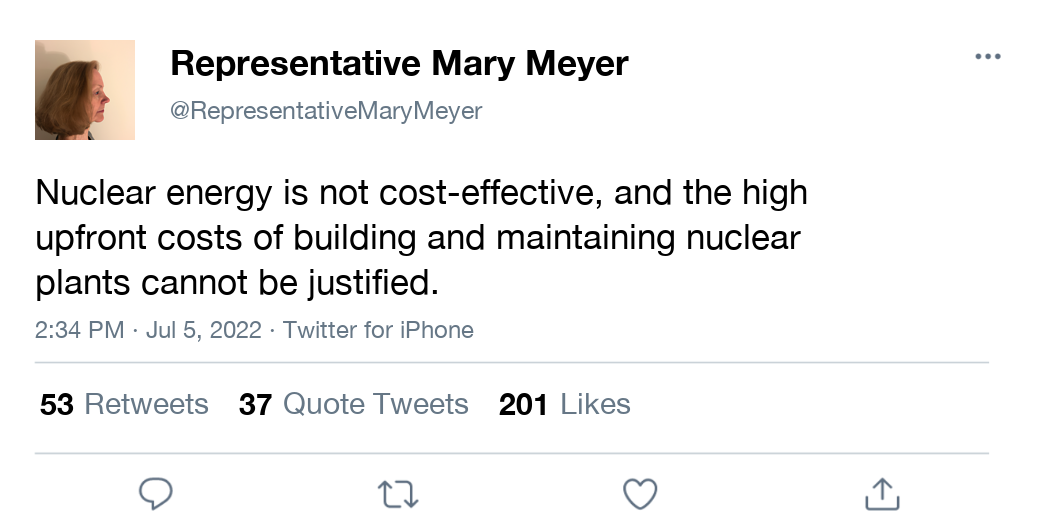 Representative Mary Meyer
@RepresentativeMaryMeyer
Nuclear energy is not cost-effective, and the high
upfront costs of building and maintaining nuclear
plants cannot be justified.
2:34 PM · Jul 5, 2022 · Twitter for iPhone
53 Retweets 37 Quote Tweets 201 Likes